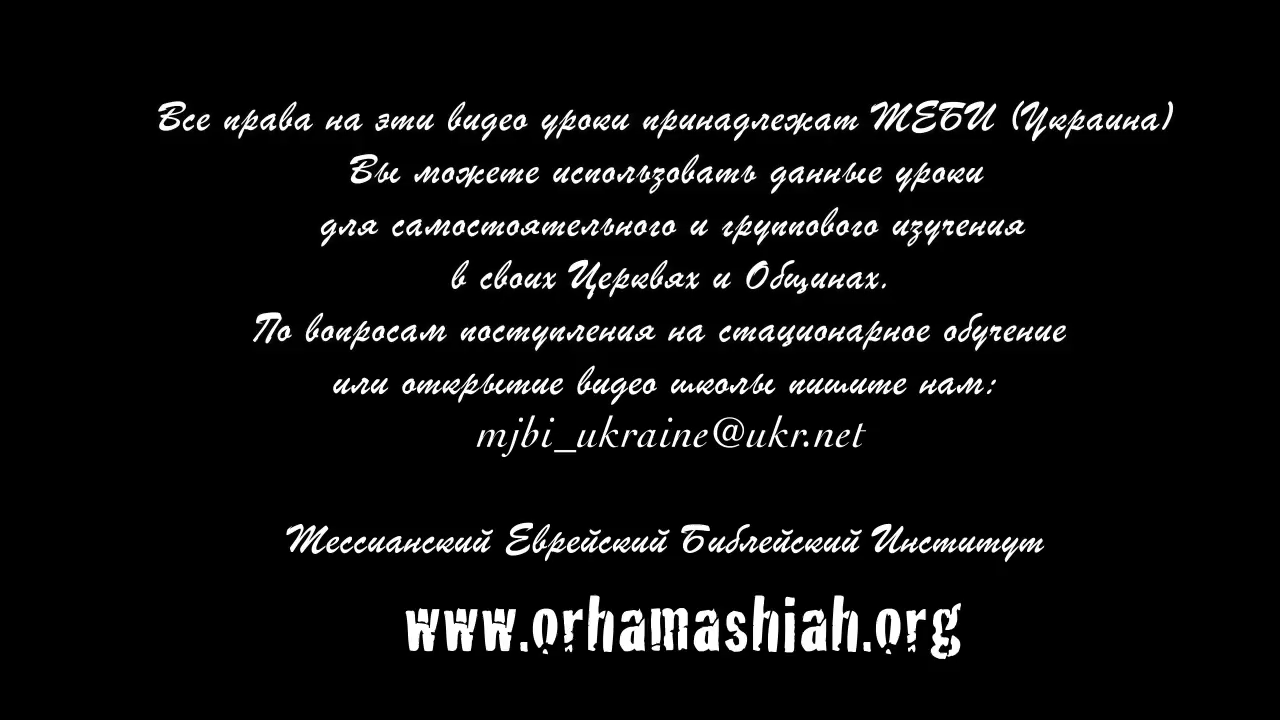 Все права на эти видео уроки принадлежат МЕБИ (Украина)
Вы можете использовать данные уроки
для самостоятельного и группового изучения
в своих Церквях и Общинах.
По вопросам поступления на стационарное обучение
или открытие видео школы пишите нам:
mjbi_ukraine@ukr.net
Мессианский Еврейский Библейский Институт
www.orhamashiah.org